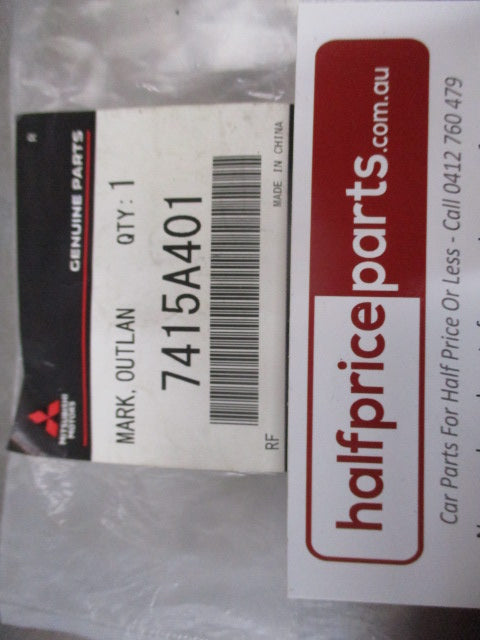 GENUINE PARTS
MITSUBISHI
MOTORS
MARK, OUTLAN QTY: 1
7415A401
RF MADE IN CHINA
halfpriceparts.com.au
Car Parts For Half Price Or Less - Call 0412 760 479